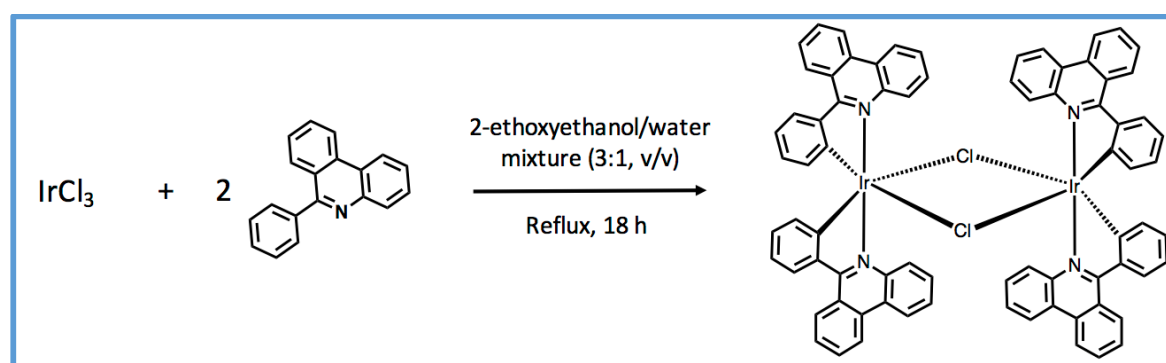 IrCl3 + 2
N
2-ethoxyethanol/water
mixture (3:1, v/v)
Reflux, 18 h
N N
Cl
Ir Ir
Cl
N N